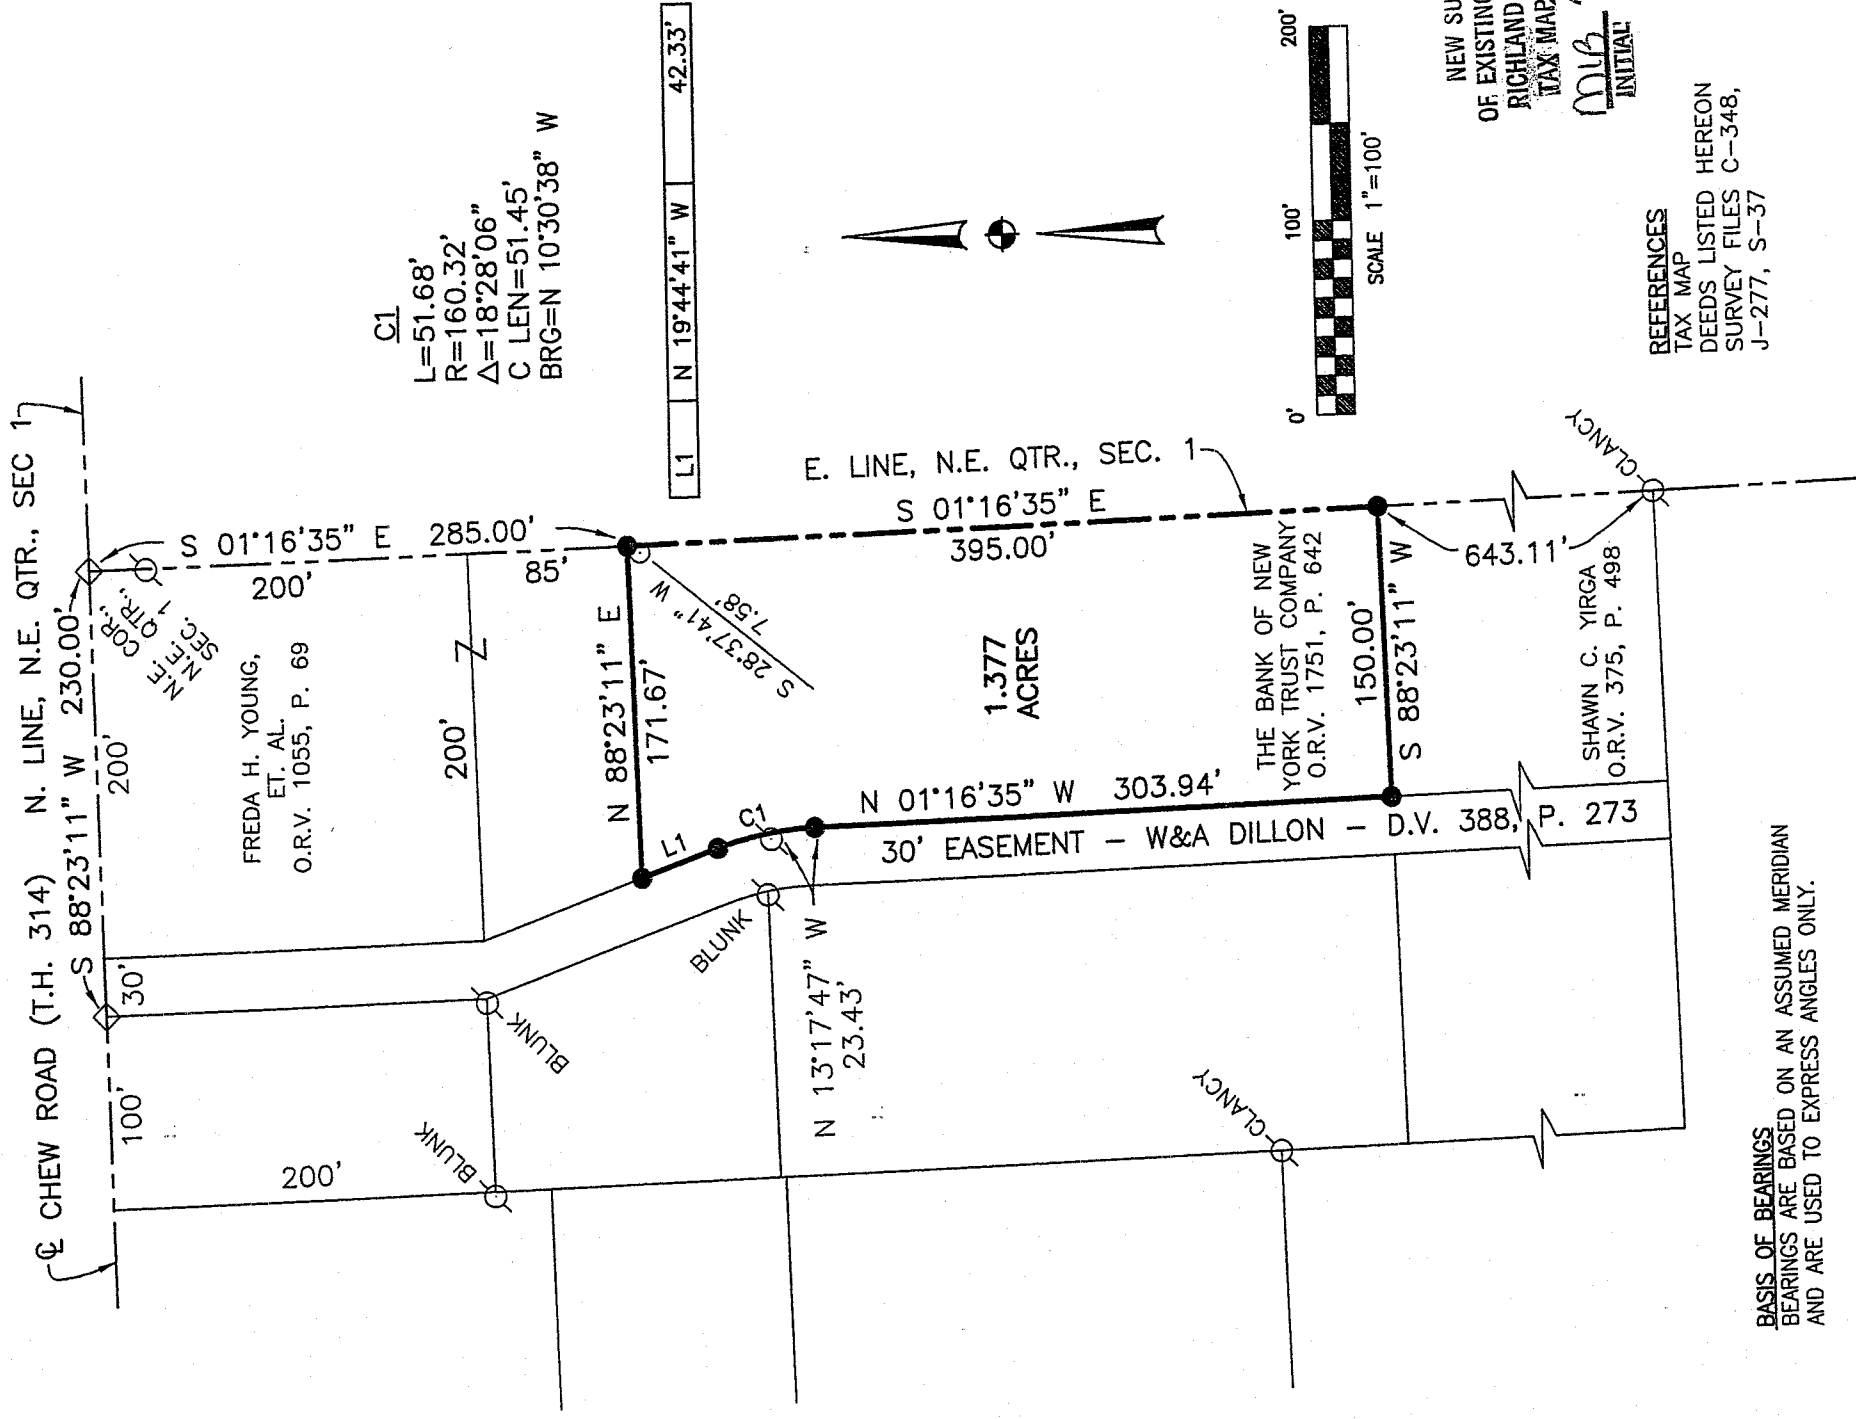 ℄ CHEW ROAD (T.H. 314) N. LINE, N.E. QTR., SEC 1
S 88°23'11" W 230.00'
100'
30'
200'
N.E. COR.,
N.E. QTR.,
SEC. 1
S 01°16'35" E 285.00'
200'
85'
FREDA H. YOUNG,
ET. AL.
O.R.V. 1055, P. 69
200'
200'
BLUNK
BLUNK
BLUNK
N 88°23'11" E
171.67'
S 28°37'41" W
7.58'
L1
C1
N 13°17'47" W
23.43'
N 01°16'35" W 303.94'
30' EASEMENT - W&A DILLON - D.V. 388, P. 273
1.377
ACRES
E. LINE, N.E. QTR., SEC. 1
S 01°16'35" E
395.00'
THE BANK OF NEW
YORK TRUST COMPANY
O.R.V. 1751, P. 642
150.00'
S 88°23'11" W
643.11'
SHAWN C. YIRGA
O.R.V. 375, P. 498
CLANCY
CLANCY
C1
L=51.68'
R=160.32'
Δ=18°28'06"
C LEN=51.45'
BRG=N 10°30'38" W
L1 N 19°44'41" W 42.33'
0' 100' 200'
SCALE 1"=100'
NEW SU
OF EXISTING
RICHLAND
TAX MAP
INITIAL
REFERENCES
TAX MAP
DEEDS LISTED HEREON
SURVEY FILES C-348,
J-277, S-37
BASIS OF BEARINGS
BEARINGS ARE BASED ON AN ASSUMED MERIDIAN
AND ARE USED TO EXPRESS ANGLES ONLY.